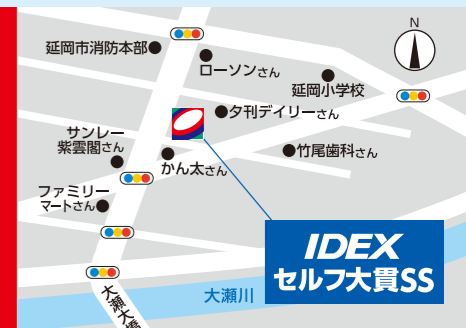 N
延岡市消防本部
ローソンさん
延岡小学校
夕刊デイリーさん
サンレー
紫雲閣さん
竹尾歯科さん
かん太さん
ファミリー
マートさん
IDEX
セルフ大貫SS
大瀬川
大瀬大